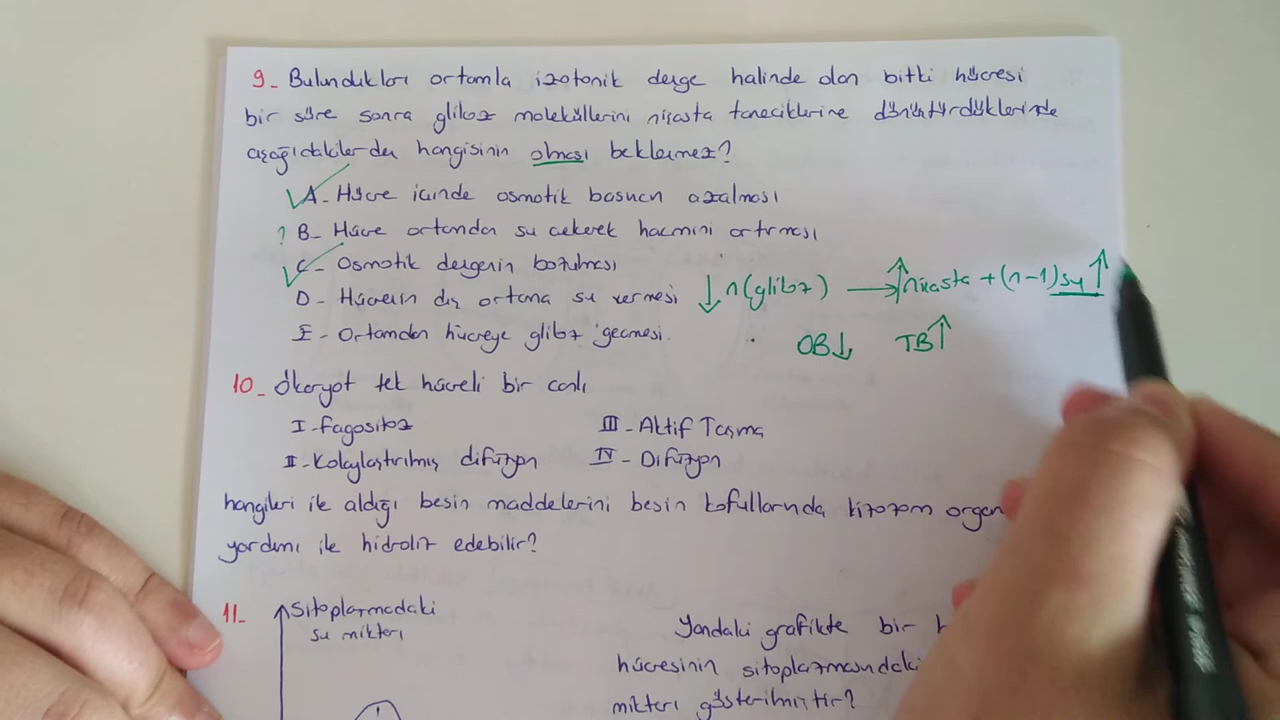 9_ Bulundukları ortamla izotonik denge halinde olan bitki hücresi
bir süre sonra glikoz moleküllerini nişasta taneciklerine dönüştürdüklerinde
aşağıdakilerden hangisinin olması beklenmez?
A- Hücre içinde osmotik basıncın azalması
? B- Hücre ortamdan su çekerek hacmini artırması
C- Osmotik dengenin bozulması
D- Hücrenin dış ortama su vermesi
E- Ortamdan hücreye glikoz geçmesi.
↓ n(glikoz) → ↑ nişasta + (n-1) su ↑
OB↓ TB↑
10_ Ökaryot tek hücreli bir canlı
I- Fagositoz III- Aktif Taşıma
II- Kolaylaştırılmış difüzyon IV- Difüzyon
hangileri ile aldığı besin maddelerini besin kofullarında lizozom organ
yardımı ile hidroliz edebilir?
11_ Sitoplazmadaki
su miktarı
Yandaki grafikte bir
hücresinin sitoplazmasındaki
miktarı gösterilmiştir?